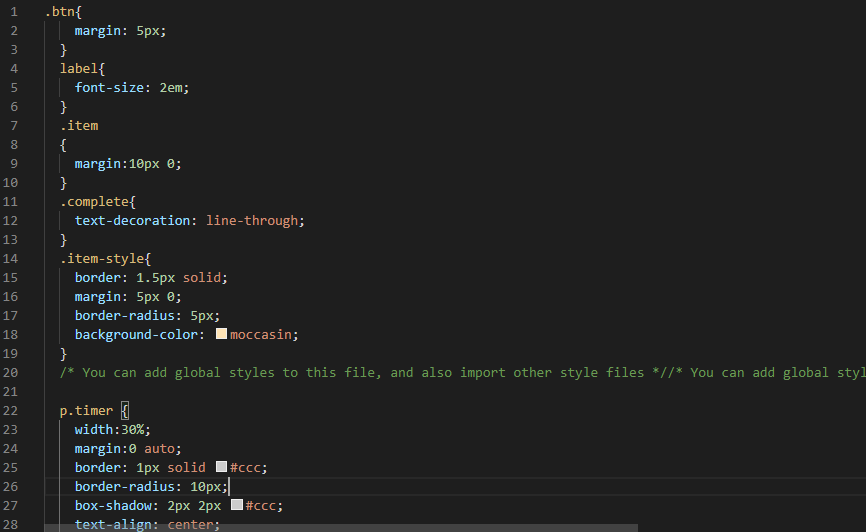 1 .btn{
2 margin: 5px;
3 }
4 label{
5 font-size: 2em;
6 }
7 .item
8 {
9 margin:10px 0;
10 }
11 .complete{
12 text-decoration: line-through;
13 }
14 .item-style{
15 border: 1.5px solid;
16 margin: 5px 0;
17 border-radius: 5px;
18 background-color: moccasin;
19 }
20 /* You can add global styles to this file, and also import other style files *//* You can add global styl
21
22 p.timer {
23 width:30%;
24 margin:0 auto;
25 border: 1px solid #ccc;
26 border-radius: 10px;
27 box-shadow: 2px 2px #ccc;
28 text-align: center;